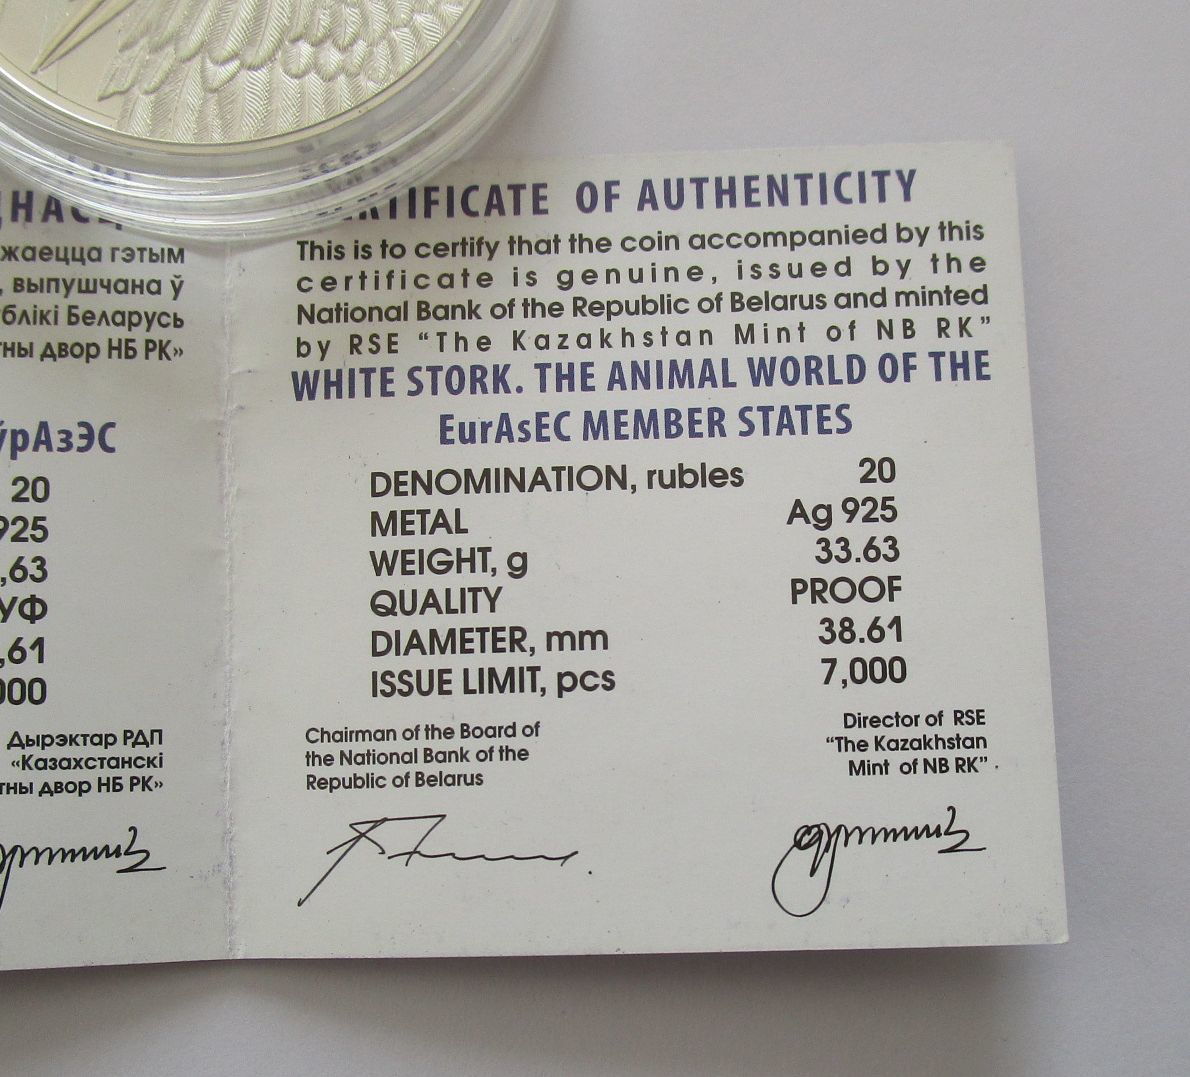 жаецца гэтым
, выпушчана ў
блікі Беларусь
тны двор НБ РК»
ўрАзЭС
20
925
,63
УФ
,61
000
Дырэктар РДП
«Казахстанскі
тны двор НБ РК»
CERTIFICATE OF AUTHENTICITY
This is to certify that the coin accompanied by this
certificate is genuine, issued by the
National Bank of the Republic of Belarus and minted
by RSE “The Kazakhstan Mint of NB RK”
WHITE STORK. THE ANIMAL WORLD OF THE
EurAsEC MEMBER STATES
DENOMINATION, rubles 20
METAL Ag 925
WEIGHT, g 33.63
QUALITY PROOF
DIAMETER, mm 38.61
ISSUE LIMIT, pcs 7,000
Chairman of the Board of
the National Bank of the
Republic of Belarus
Director of RSE
“The Kazakhstan
Mint of NB RK”